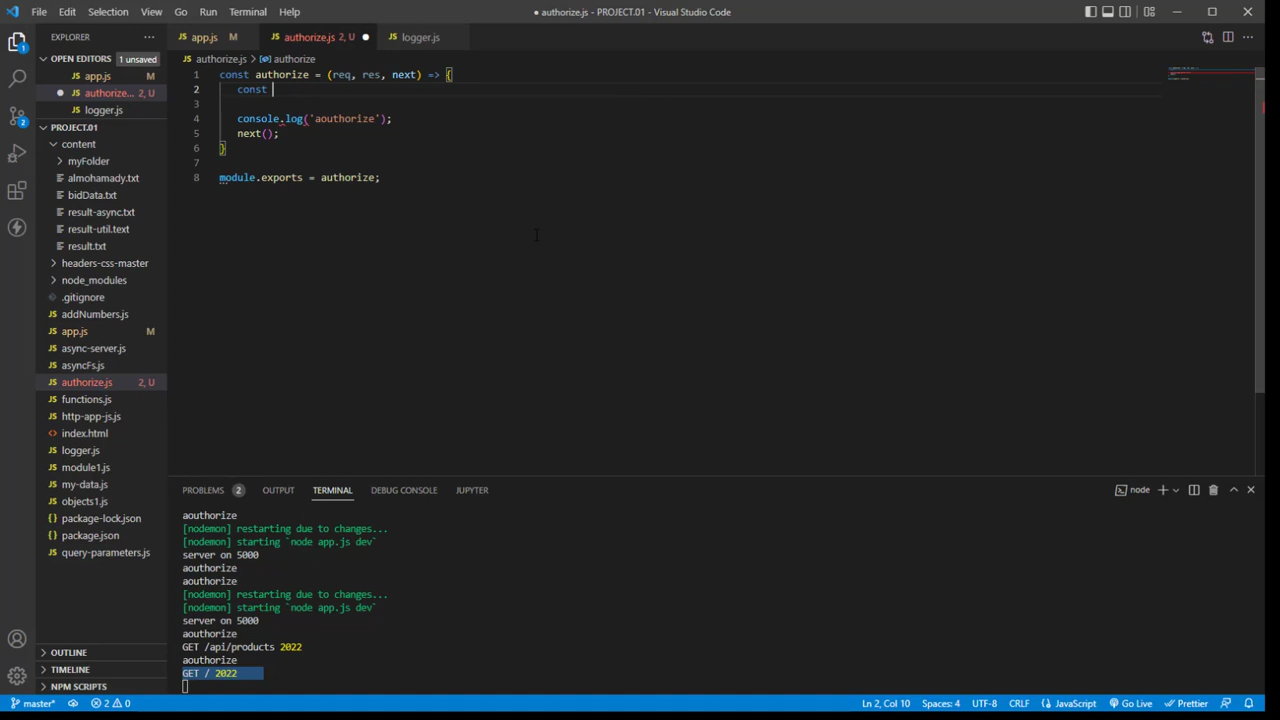 File Edit Selection View Go Run Terminal Help
● authorize.js - PROJECT.01 - Visual Studio Code
EXPLORER
app.js M
authorize.js 2, U
logger.js
OPEN EDITORS 1 unsaved
app.js M
authorize... 2, U
logger.js
PROJECT.01
content
myFolder
almohamady.txt
bidData.txt
result-async.txt
result-util.text
result.txt
headers-css-master
node_modules
.gitignore
addNumbers.js
app.js M
async-server.js
asyncFs.js
authorize.js 2, U
functions.js
http-app-js.js
index.html
logger.js
module1.js
my-data.js
objects1.js
package-lock.json
package.json
query-parameters.js
OUTLINE
TIMELINE
NPM SCRIPTS
authorize.js > authorize
1 const authorize = (req, res, next) => {
2 const
3
4 console.log('aouthorize');
5 next();
6 }
7
8 module.exports = authorize;
PROBLEMS 2 OUTPUT TERMINAL DEBUG CONSOLE JUPYTER
node
aouthorize
[nodemon] restarting due to changes...
[nodemon] starting `node app.js dev`
server on 5000
aouthorize
aouthorize
[nodemon] restarting due to changes...
[nodemon] starting `node app.js dev`
server on 5000
aouthorize
GET /api/products 2022
aouthorize
GET / 2022
master* 2 0
Ln 2, Col 10 Spaces: 4 UTF-8 CRLF JavaScript Go Live Prettier